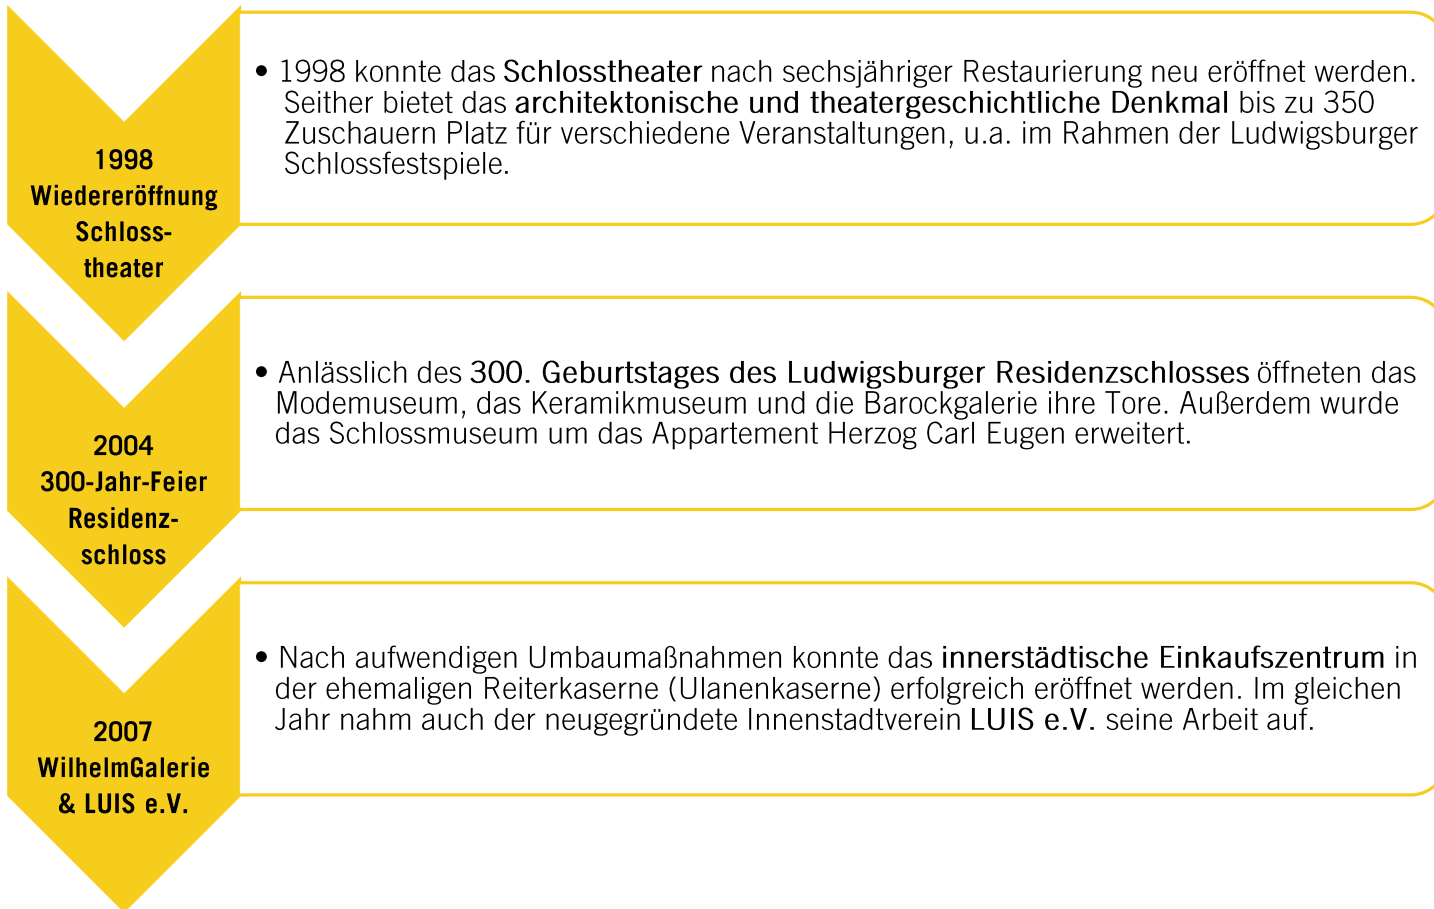 1998
Wiedereröffnung
Schloss-
theater
• 1998 konnte das Schlosstheater nach sechsjähriger Restaurierung neu eröffnet werden.
Seither bietet das architektonische und theatergeschichtliche Denkmal bis zu 350
Zuschauern Platz für verschiedene Veranstaltungen, u.a. im Rahmen der Ludwigsburger
Schlossfestspiele.
2004
300-Jahr-Feier
Residenz-
schloss
• Anlässlich des 300. Geburtstages des Ludwigsburger Residenzschlosses öffneten das
Modemuseum, das Keramikmuseum und die Barockgalerie ihre Tore. Außerdem wurde
das Schlossmuseum um das Appartement Herzog Carl Eugen erweitert.
2007
WilhelmGalerie
& LUIS e.V.
• Nach aufwendigen Umbaumaßnahmen konnte das innerstädtische Einkaufszentrum in
der ehemaligen Reiterkaserne (Ulanenkaserne) erfolgreich eröffnet werden. Im gleichen
Jahr nahm auch der neugegründete Innenstadtverein LUIS e.V. seine Arbeit auf.